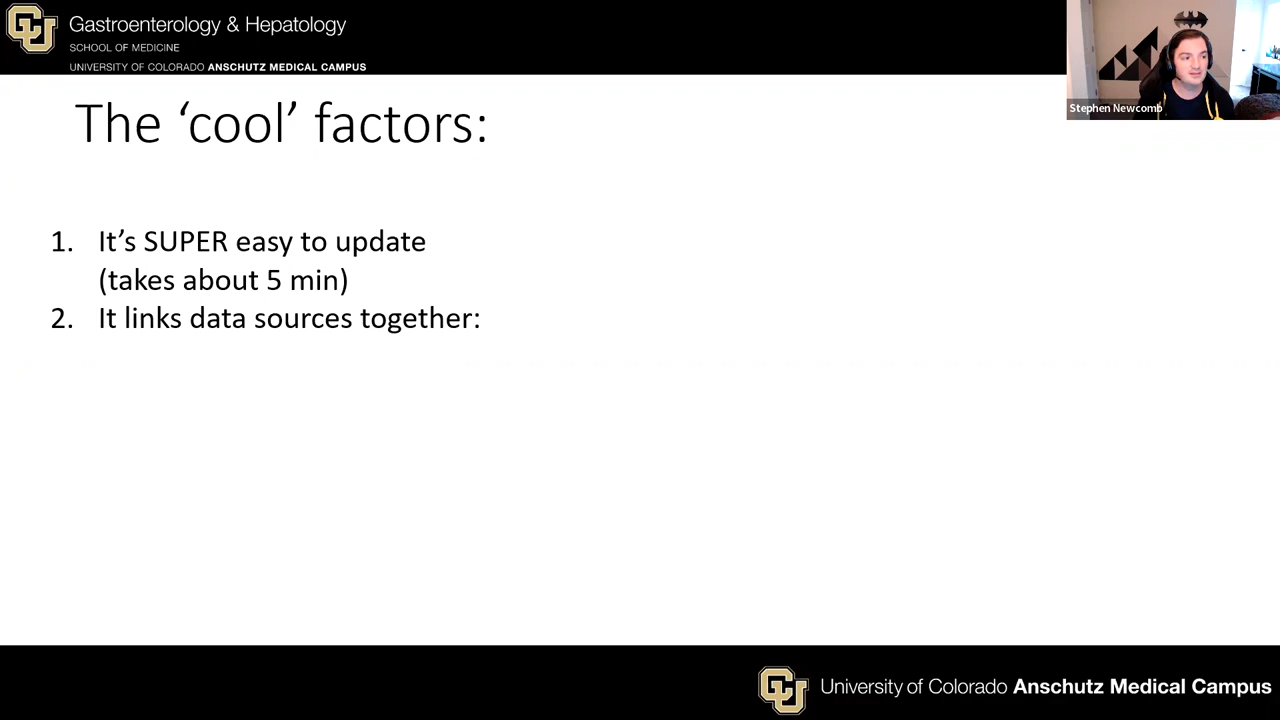 Gastroenterology & Hepatology
SCHOOL OF MEDICINE
UNIVERSITY OF COLORADO ANSCHUTZ MEDICAL CAMPUS
Stephen Newcomb
The ‘cool’ factors:
1. It’s SUPER easy to update
(takes about 5 min)
2. It links data sources together:
University of Colorado Anschutz Medical Campus